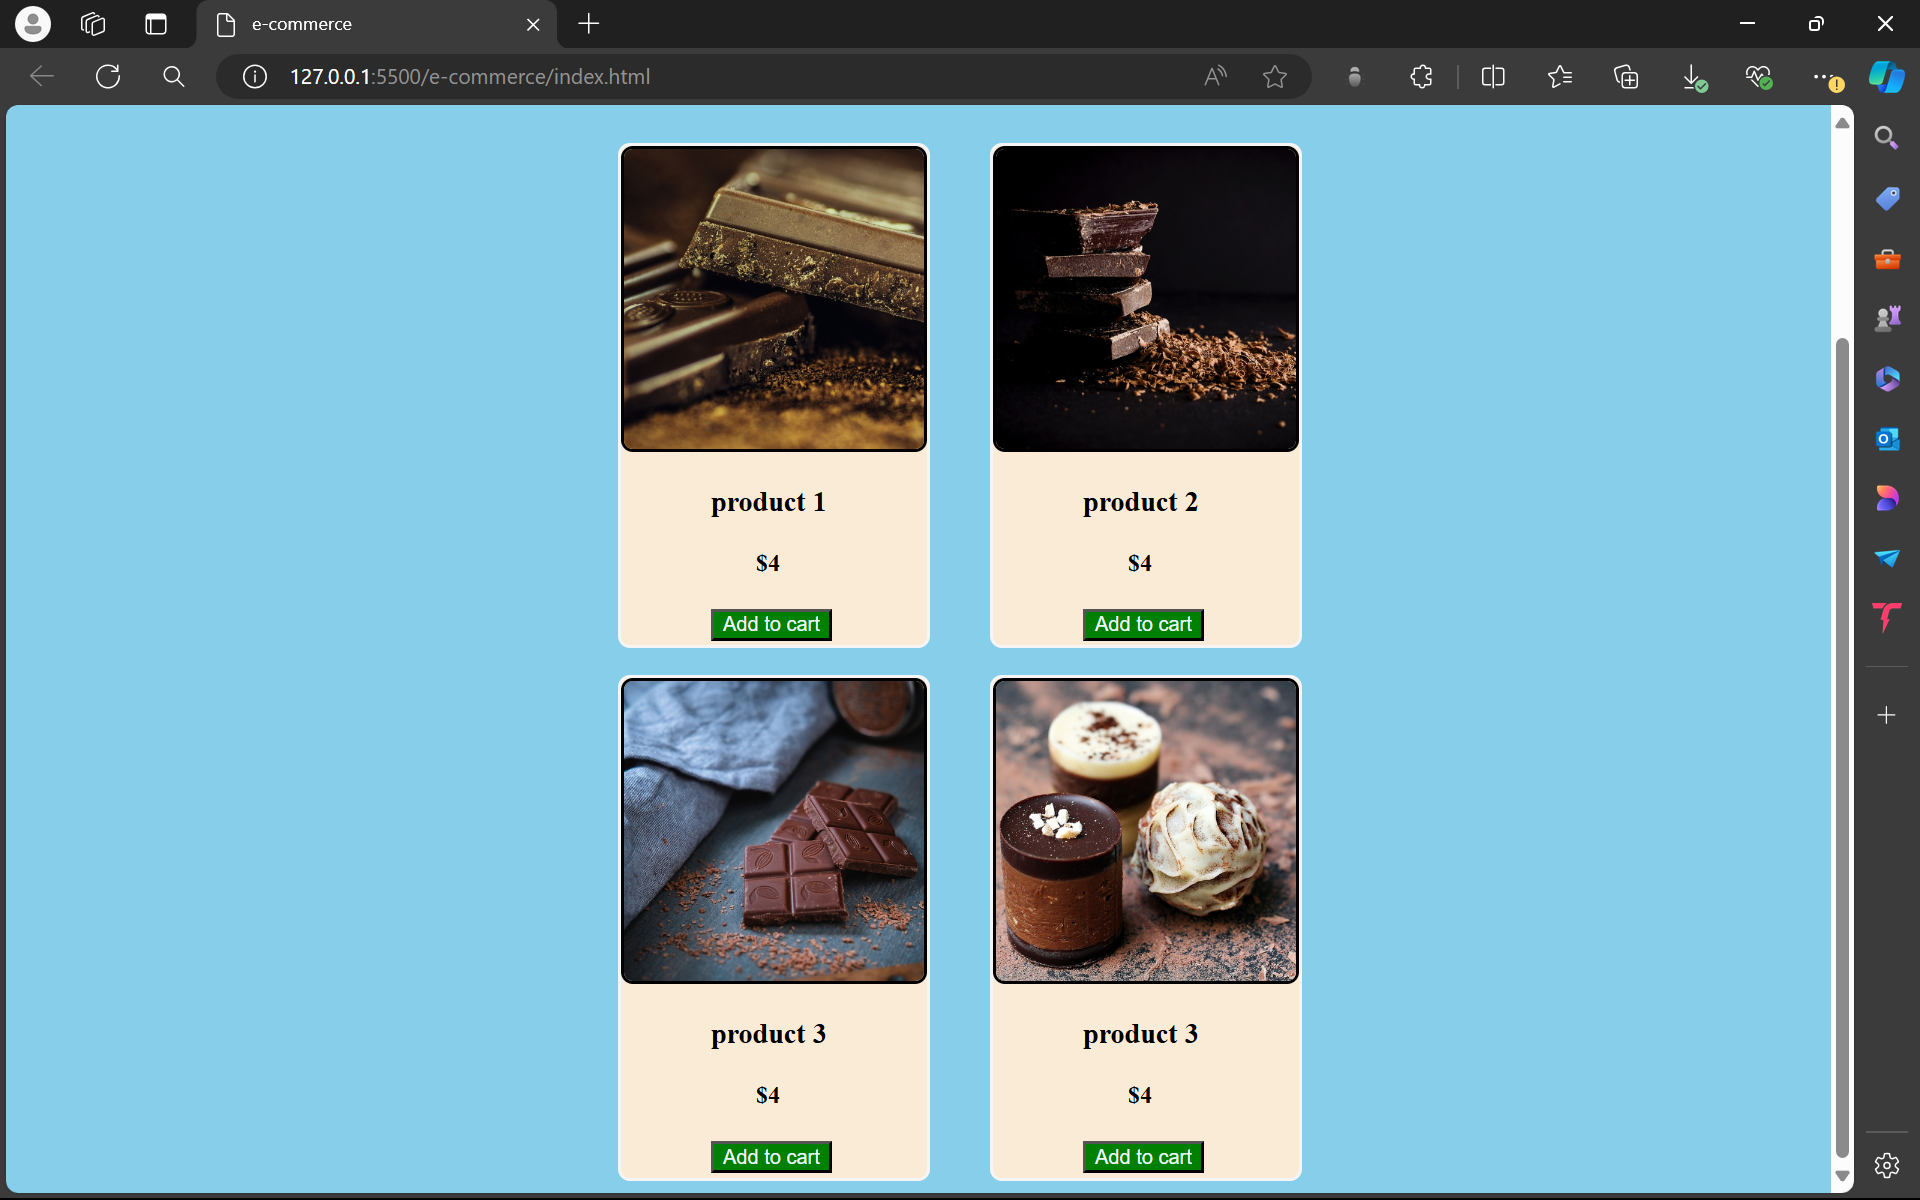 e-commerce
127.0.0.1:5500/e-commerce/index.html
product 1
$4
Add to cart
product 2
$4
Add to cart
product 3
$4
Add to cart
product 3
$4
Add to cart